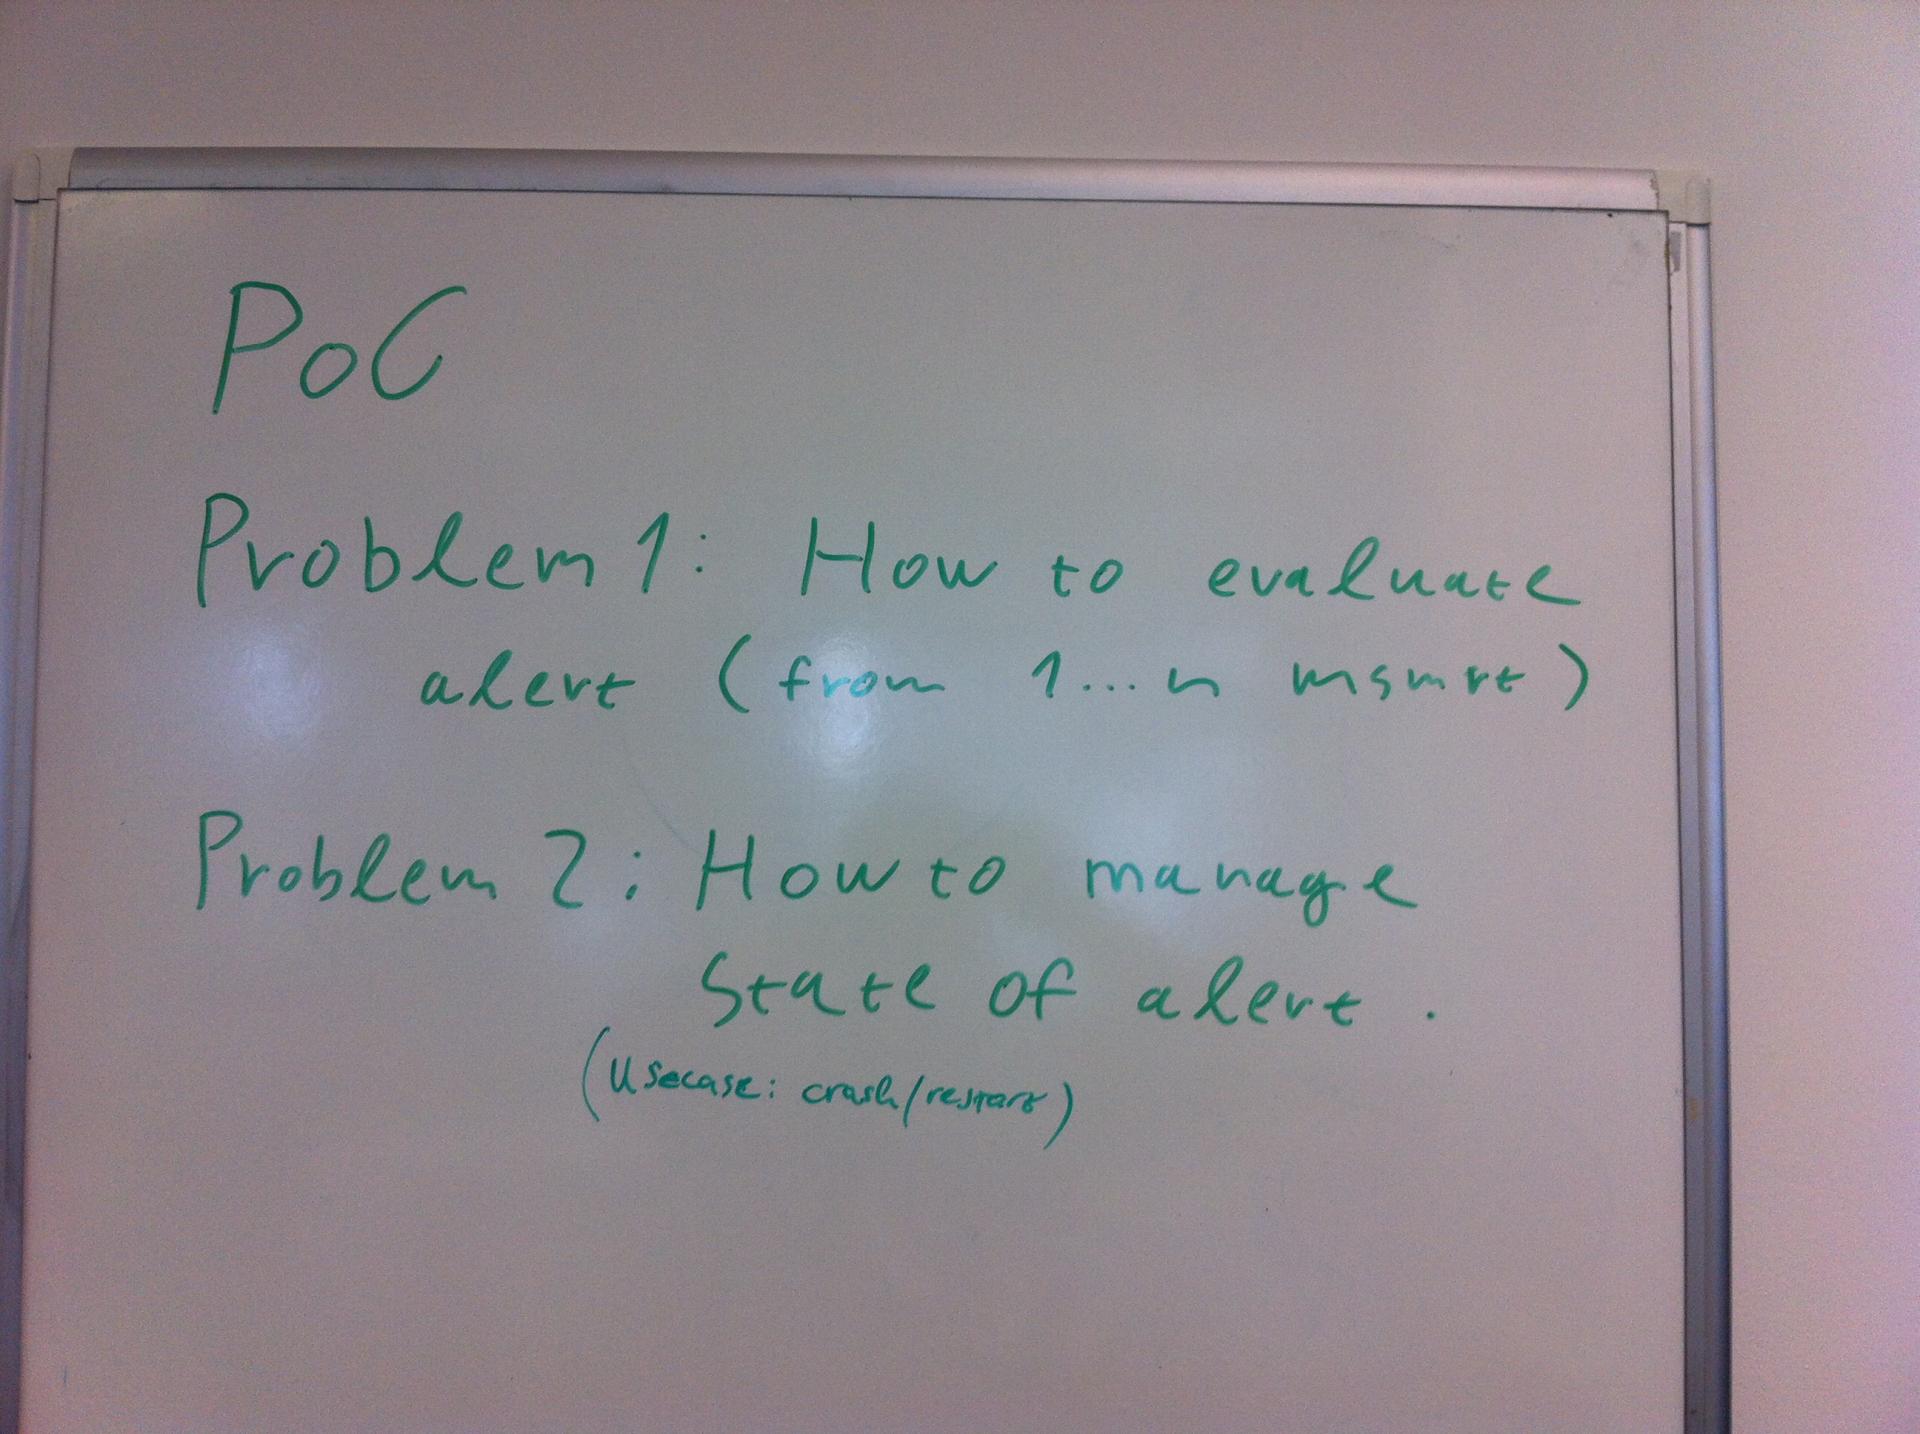 PoC
Problem 1: How to evaluate
alert (from 1...n msmrt)
Problem 2: How to manage
state of alert.
(Usecase: crash/restart)